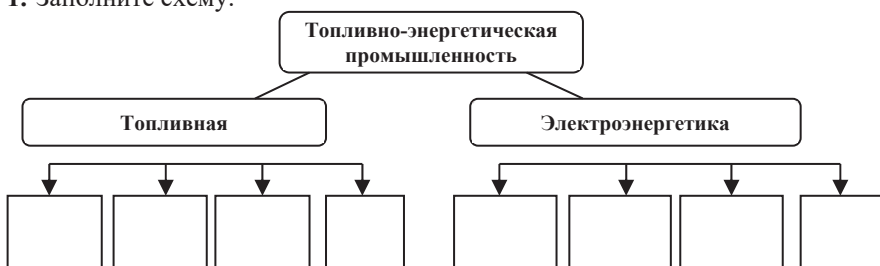 1. Заполните схему:
Топливно-энергетическая
промышленность
Топливная
Электроэнергетика